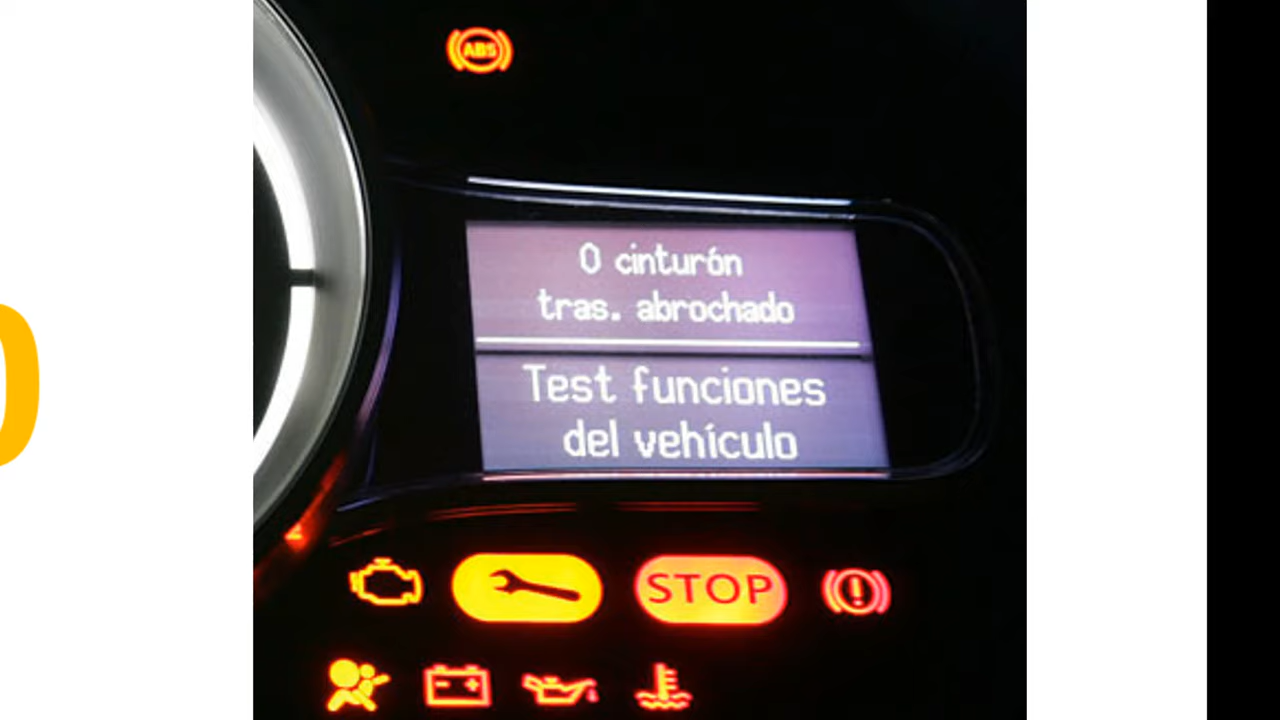 ABS
0 cinturón
tras. abrochado
Test funciones
del vehículo
STOP